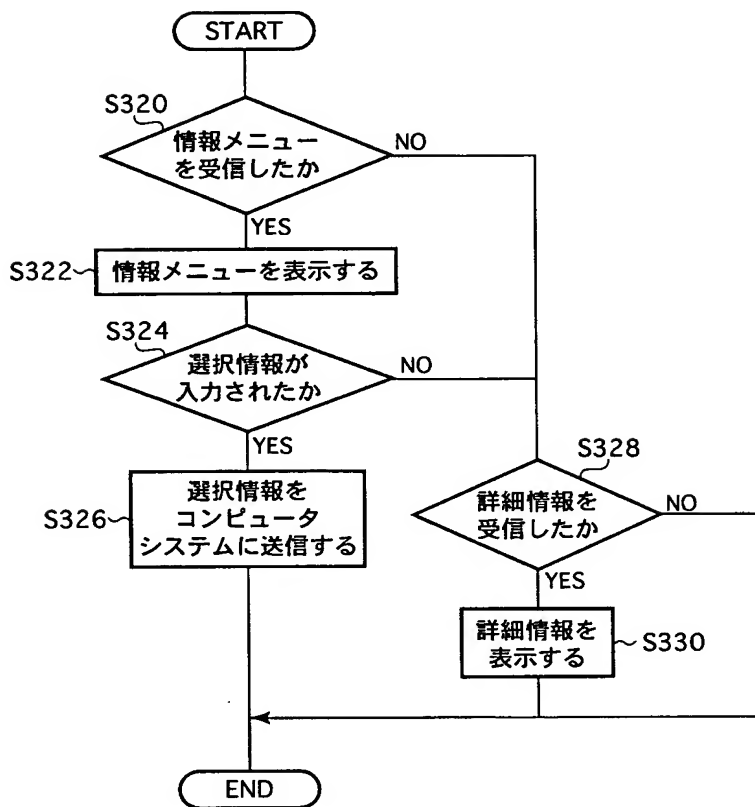 START
S320
情報メニュー
を受信したか
NO
YES
S322
情報メニューを表示する
S324
選択情報が
入力されたか
NO
YES
S326
選択情報を
コンピュータ
システムに送信する
S328
詳細情報を
受信したか
NO
YES
詳細情報を
表示する
S330
END